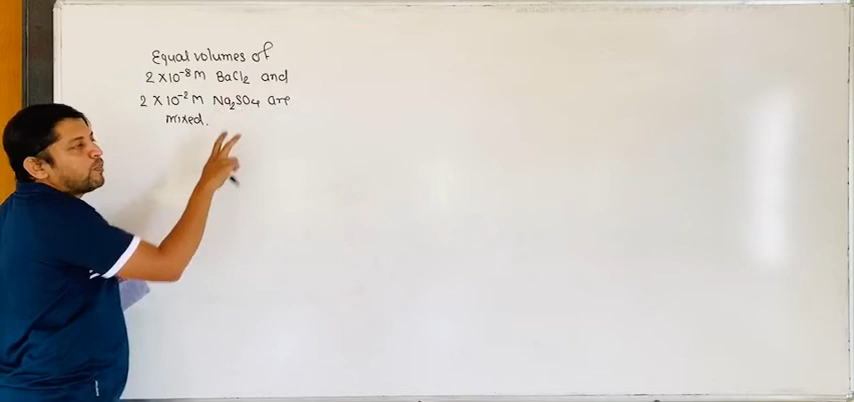 Equal volumes of
2 × 10⁻⁸ M BaCl₂ and
2 × 10⁻² M Na₂SO₄ are
mixed.